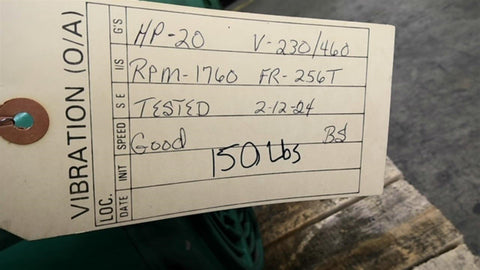 VIBRATION (O/A)
LOC. DATE INIT SPEED S E I/S G'S
HP-20 V-230/460
RPM-1760 FR-256T
TESTED 2-12-24
Good BS
150 Lbs